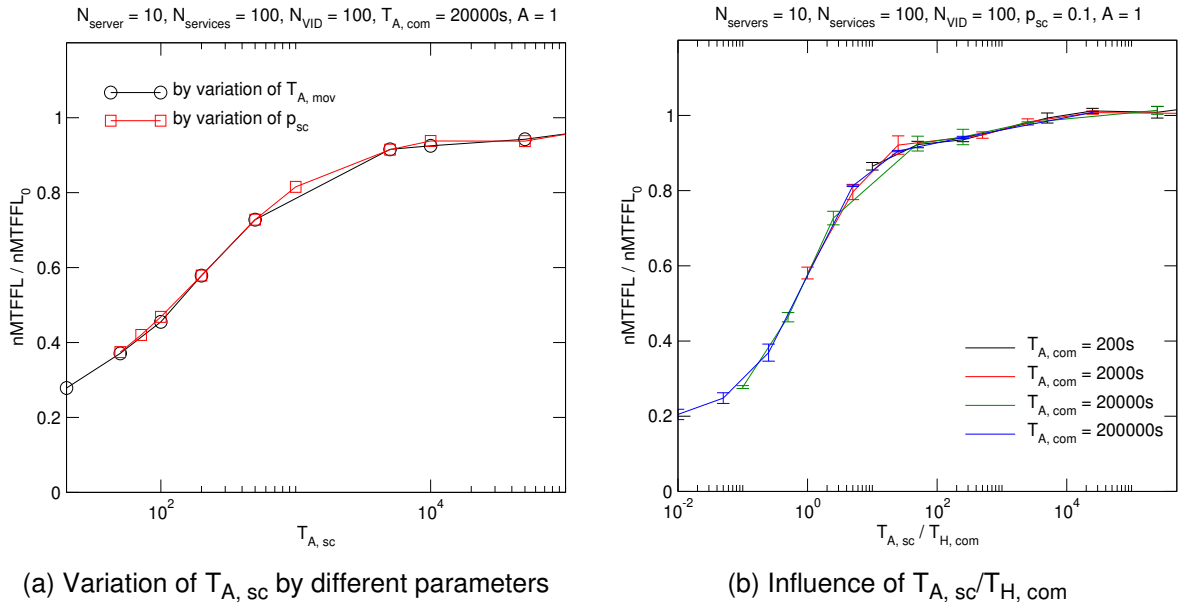 N_server = 10, N_services = 100, N_VID = 100, T_A, com = 20000s, A = 1
by variation of T_A, mov
by variation of p_sc
1
0.8
0.6
0.4
0.2
0
nMTFFL / nMTFFL_0
10^2
10^4
T_A, sc
(a) Variation of T_A, sc by different parameters
N_servers = 10, N_services = 100, N_VID = 100, p_sc = 0.1, A = 1
1
0.8
0.6
0.4
0.2
0
nMTFFL / nMTFFL_0
T_A, com = 200s
T_A, com = 2000s
T_A, com = 20000s
T_A, com = 200000s
10^-2
10^0
10^2
10^4
T_A, sc / T_H, com
(b) Influence of T_A, sc/T_H, com